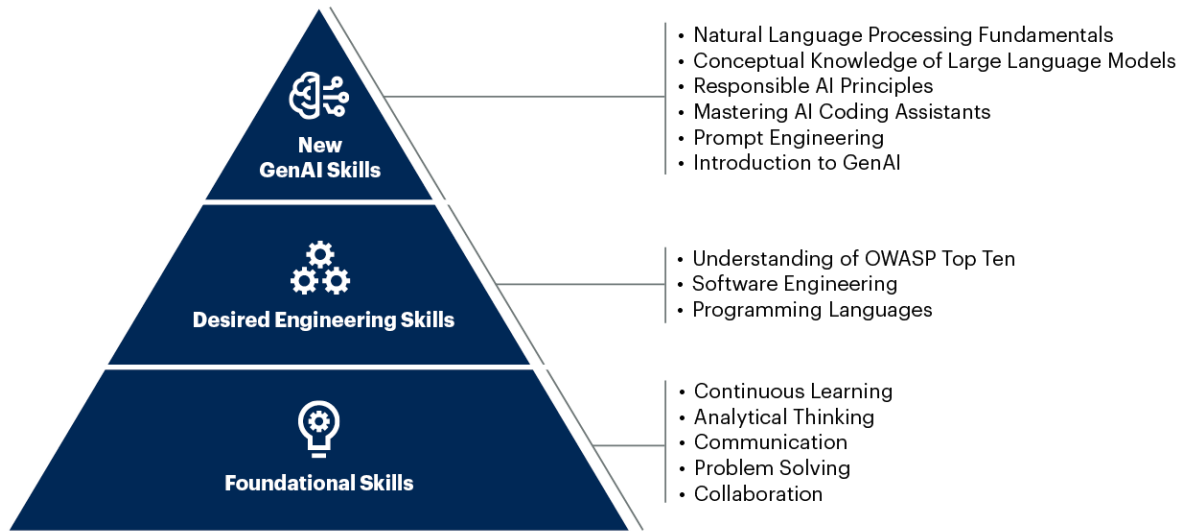 New
GenAI Skills
• Natural Language Processing Fundamentals
• Conceptual Knowledge of Large Language Models
• Responsible AI Principles
• Mastering AI Coding Assistants
• Prompt Engineering
• Introduction to GenAI
Desired Engineering Skills
• Understanding of OWASP Top Ten
• Software Engineering
• Programming Languages
Foundational Skills
• Continuous Learning
• Analytical Thinking
• Communication
• Problem Solving
• Collaboration